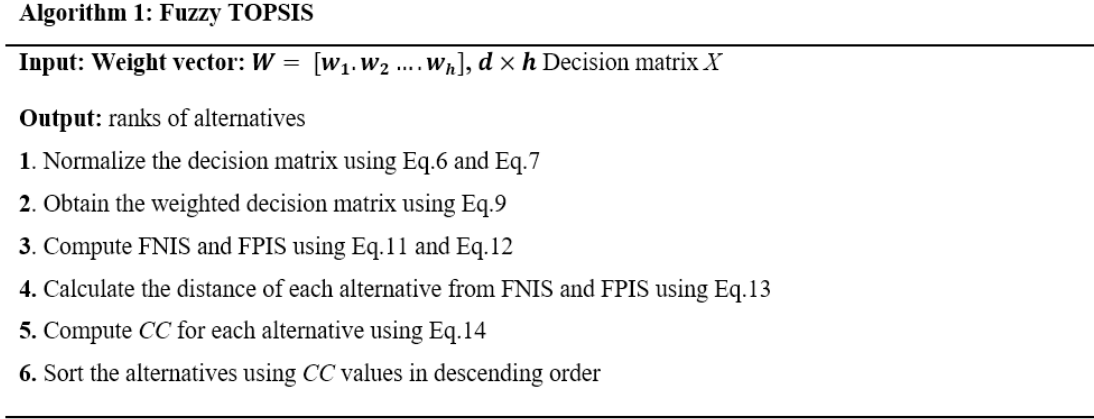 Algorithm 1: Fuzzy TOPSIS
Input: Weight vector: W = [w₁. w₂ .... wₕ], d × h Decision matrix X
Output: ranks of alternatives
1. Normalize the decision matrix using Eq.6 and Eq.7
2. Obtain the weighted decision matrix using Eq.9
3. Compute FNIS and FPIS using Eq.11 and Eq.12
4. Calculate the distance of each alternative from FNIS and FPIS using Eq.13
5. Compute CC for each alternative using Eq.14
6. Sort the alternatives using CC values in descending order